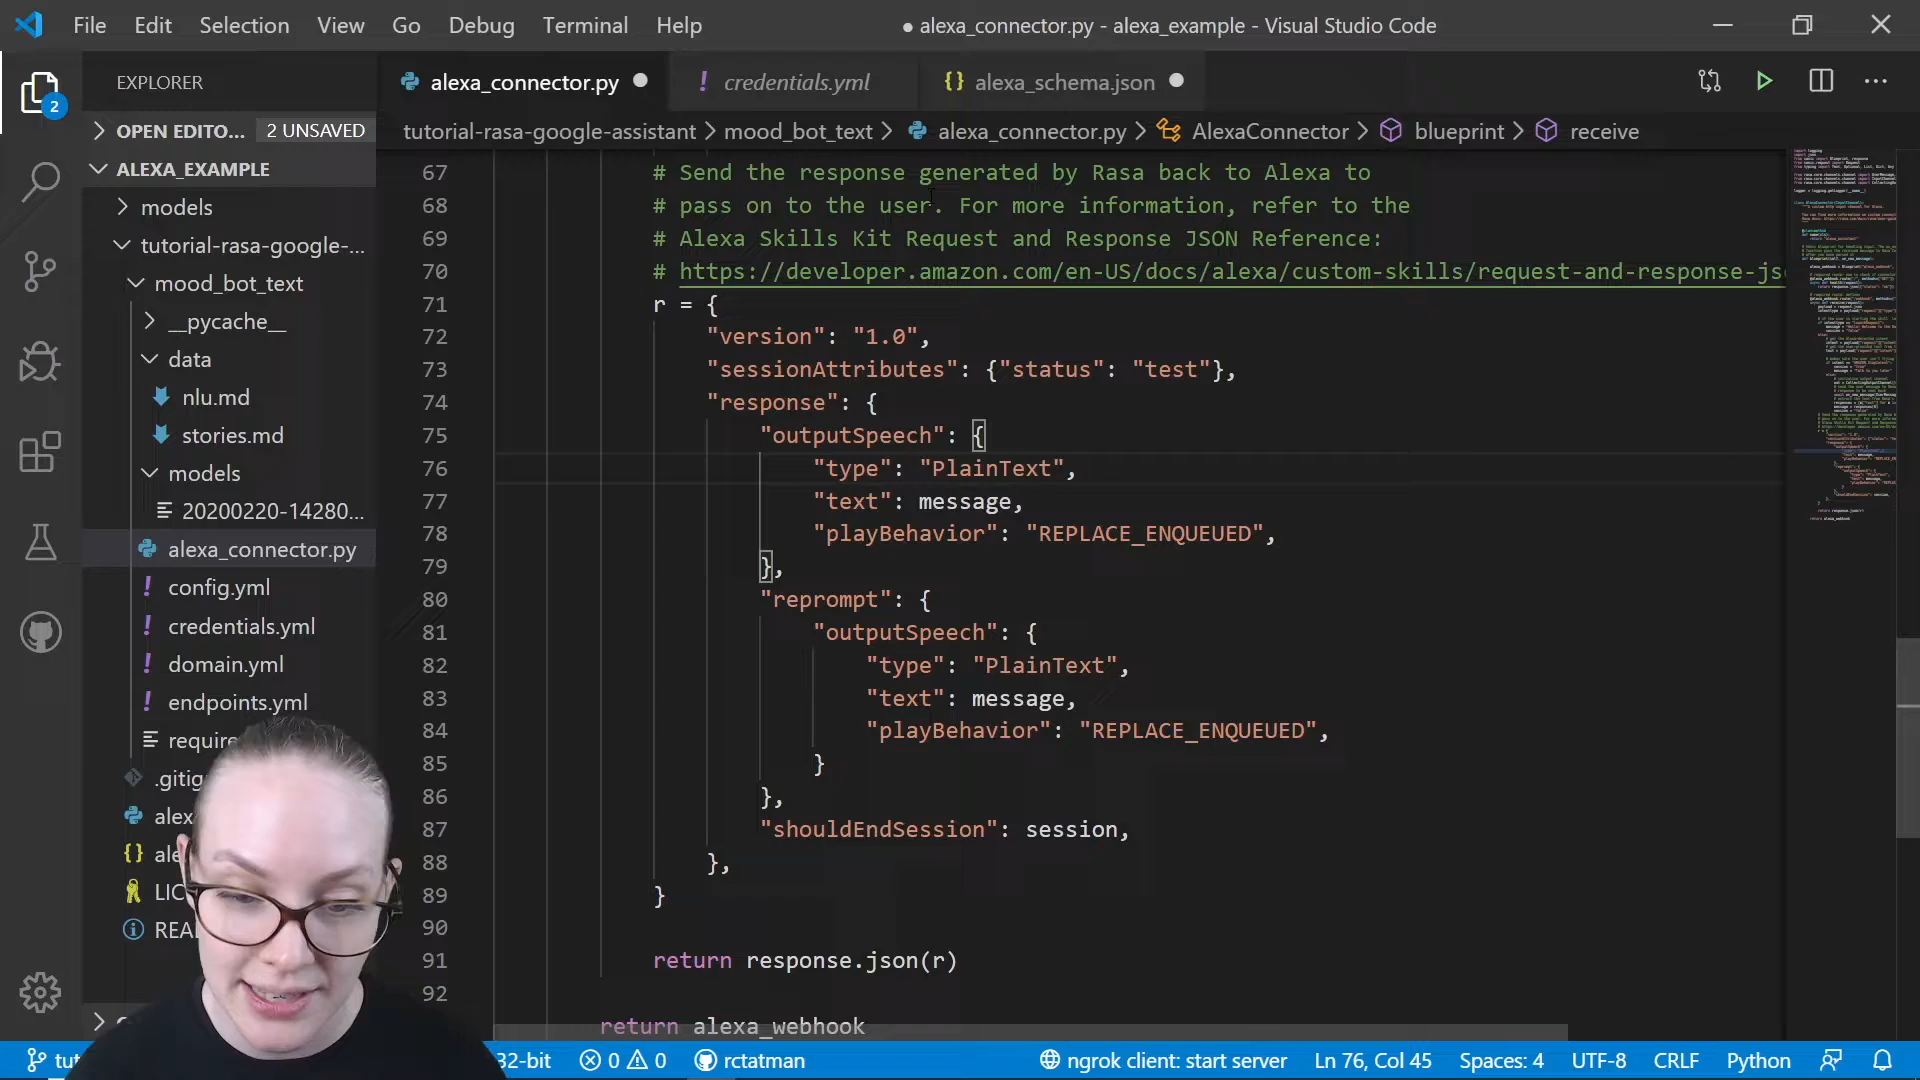 File Edit Selection View Go Debug Terminal Help
● alexa_connector.py - alexa_example - Visual Studio Code
EXPLORER
alexa_connector.py
credentials.yml
alexa_schema.json
2
OPEN EDITO... 2 UNSAVED
tutorial-rasa-google-assistant > mood_bot_text > alexa_connector.py > AlexaConnector > blueprint > receive
ALEXA_EXAMPLE
models
tutorial-rasa-google-...
mood_bot_text
__pycache__
data
nlu.md
stories.md
models
20200220-14280...
alexa_connector.py
config.yml
credentials.yml
domain.yml
endpoints.yml
require
.gitig
alex
ale
LIC
REA
67 # Send the response generated by Rasa back to Alexa to
68 # pass on to the user. For more information, refer to the
69 # Alexa Skills Kit Request and Response JSON Reference:
70 # https://developer.amazon.com/en-US/docs/alexa/custom-skills/request-and-response-jso
71 r = {
72 "version": "1.0",
73 "sessionAttributes": {"status": "test"},
74 "response": {
75 "outputSpeech": {
76 "type": "PlainText",
77 "text": message,
78 "playBehavior": "REPLACE_ENQUEUED",
79 },
80 "reprompt": {
81 "outputSpeech": {
82 "type": "PlainText",
83 "text": message,
84 "playBehavior": "REPLACE_ENQUEUED",
85 }
86 },
87 "shouldEndSession": session,
88 },
89 }
90
91 return response.json(r)
92
return alexa_webhook
tut 32-bit 0 0 rctatman ngrok client: start server Ln 76, Col 45 Spaces: 4 UTF-8 CRLF Python